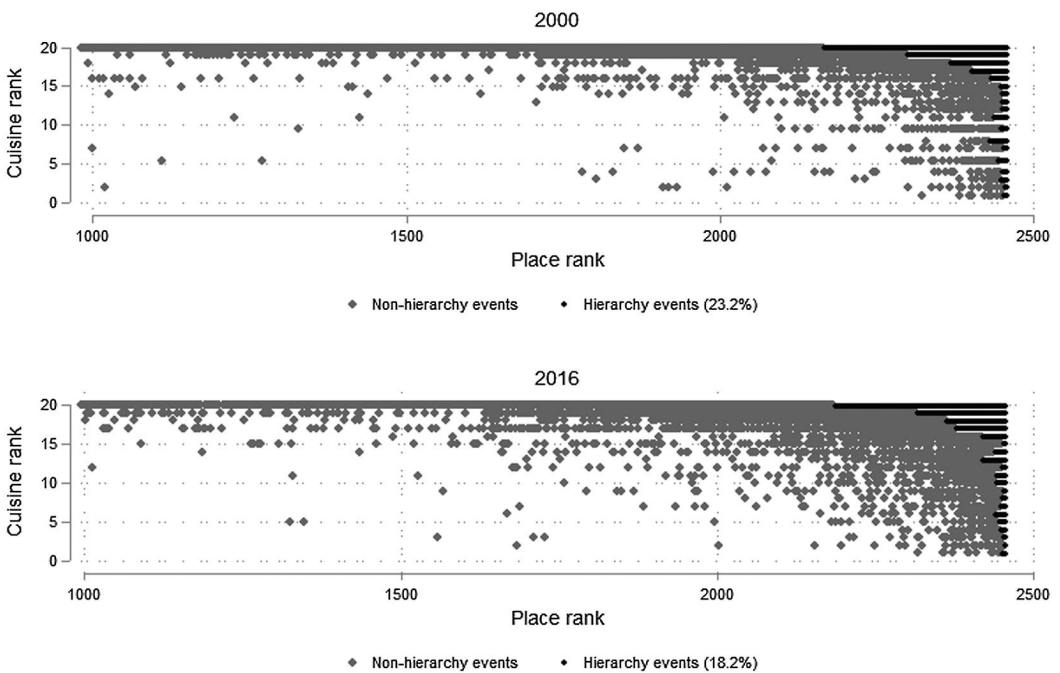 2000
Cuisine rank
20
15
10
5
0
1000 1500 2000 2500
Place rank
Non-hierarchy events Hierarchy events (23.2%)
2016
Cuisine rank
20
15
10
5
0
1000 1500 2000 2500
Place rank
Non-hierarchy events Hierarchy events (18.2%)